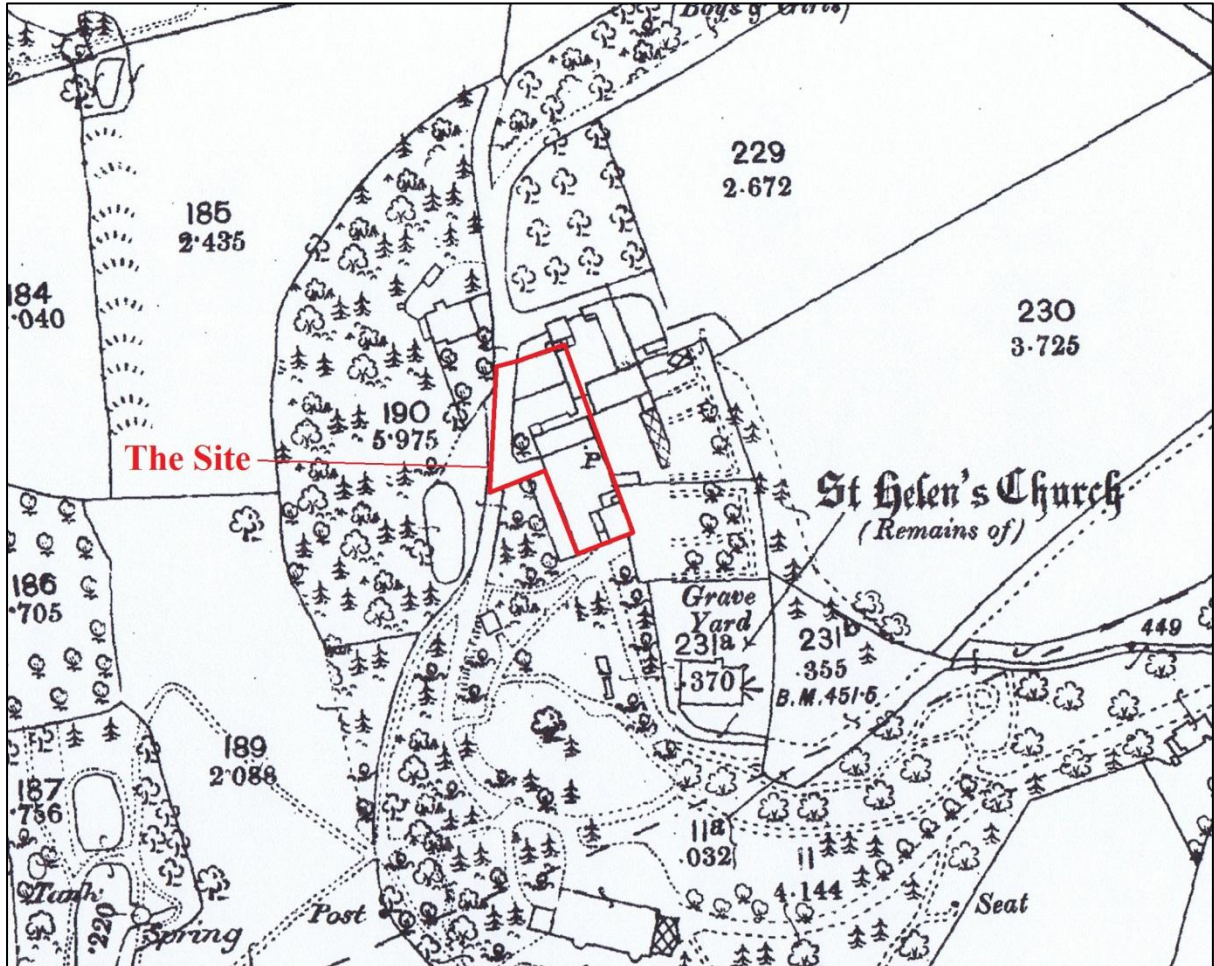 Boys & Girls)
229
2·672
185
2·435
184
·040
230
3·725
190
5·975
The Site
P
St Helen's Church
(Remains of)
186
·705
Grave
Yard
231a
·370
231b
·355
B.M.451·5
449
189
2·088
187
·756
11a
·032
11
4·144
Tank
·220
Spring
Post
Seat